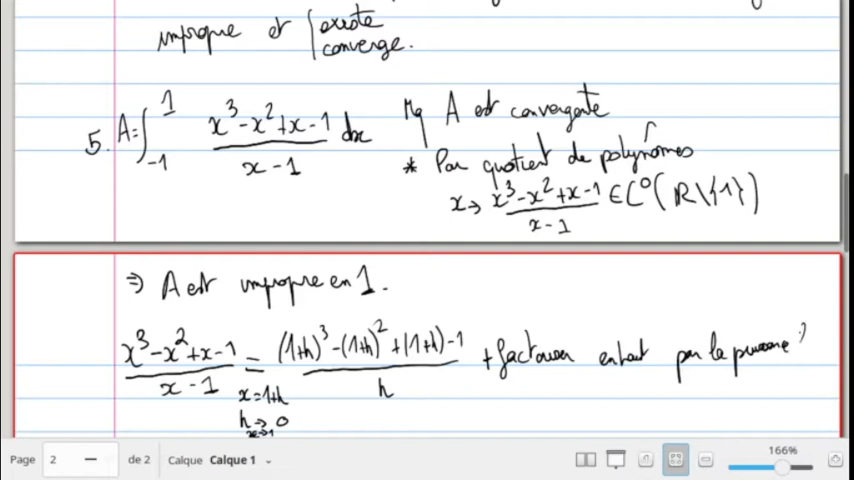 impropre et { existe
converge.
5. A = ∫_{-1}^{1} (x³-x²+x-1)/(x-1) dx Mq A est convergente
* Par quotient de polynômes
x → (x³-x²+x-1)/(x-1) ∈ C⁰(ℝ\{1})
⇒ A est impropre en 1.
(x³-x²+x-1)/(x-1) = ((1+h)³-(1+h)²+(1+h)-1)/h + factoriser en haut par la
x=1+h
h→0
x→1
Page 2 de 2 Calque Calque 1 166%